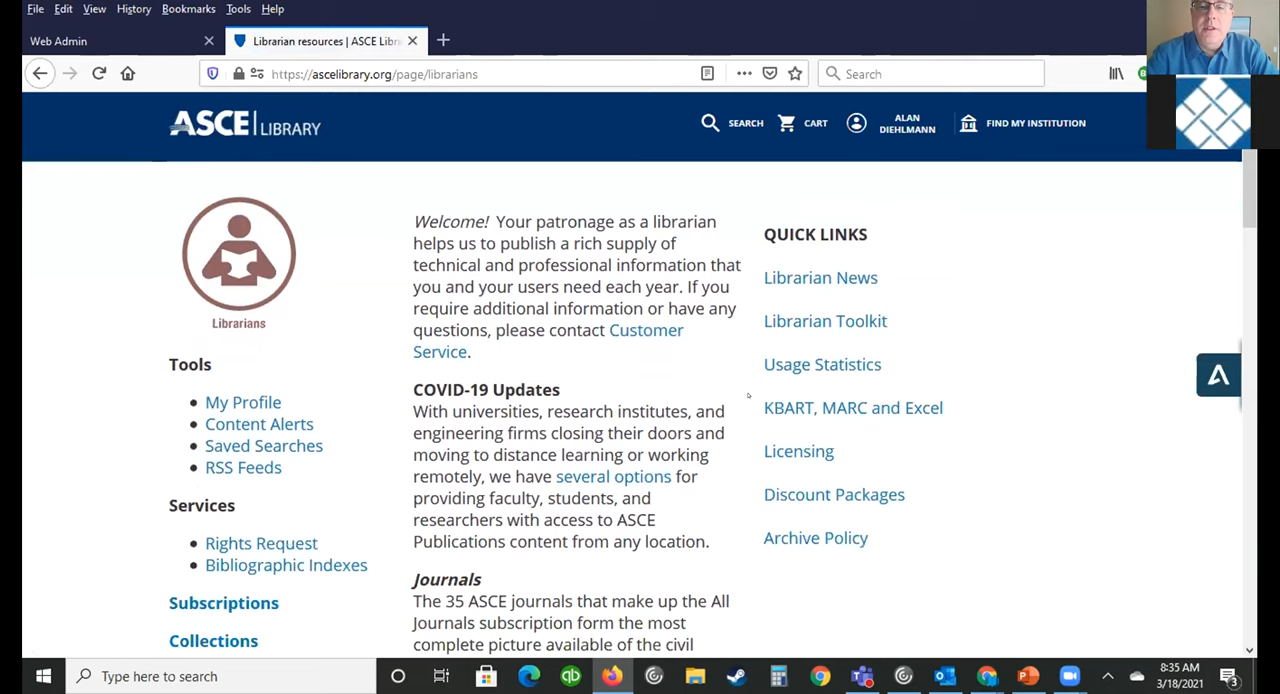 File Edit View History Bookmarks Tools Help
Web Admin
Librarian resources | ASCE Libr
https://ascelibrary.org/page/librarians
Search
ASCE LIBRARY
SEARCH
CART
ALAN
DIEHLMANN
FIND MY INSTITUTION
Librarians
Tools
My Profile
Content Alerts
Saved Searches
RSS Feeds
Services
Rights Request
Bibliographic Indexes
Subscriptions
Collections
Welcome! Your patronage as a librarian
helps us to publish a rich supply of
technical and professional information that
you and your users need each year. If you
require additional information or have any
questions, please contact Customer
Service.
COVID-19 Updates
With universities, research institutes, and
engineering firms closing their doors and
moving to distance learning or working
remotely, we have several options for
providing faculty, students, and
researchers with access to ASCE
Publications content from any location.
Journals
The 35 ASCE journals that make up the All
Journals subscription form the most
complete picture available of the civil
QUICK LINKS
Librarian News
Librarian Toolkit
Usage Statistics
KBART, MARC and Excel
Licensing
Discount Packages
Archive Policy
Type here to search
8:35 AM
3/18/2021
3